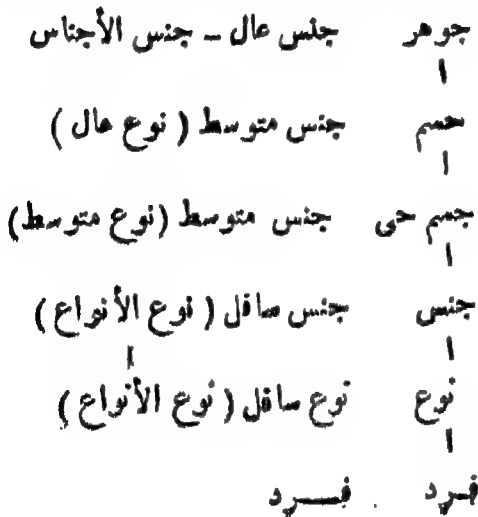 جوهر جنس عال – جنس الأجناس
جسم جنس متوسط ( نوع عال )
جسم حى جنس متوسط (نوع متوسط)
جنس جنس سافل ( نوع الأنواع )
نوع نوع سافل ( نوع الأنواع )
فرد فرد